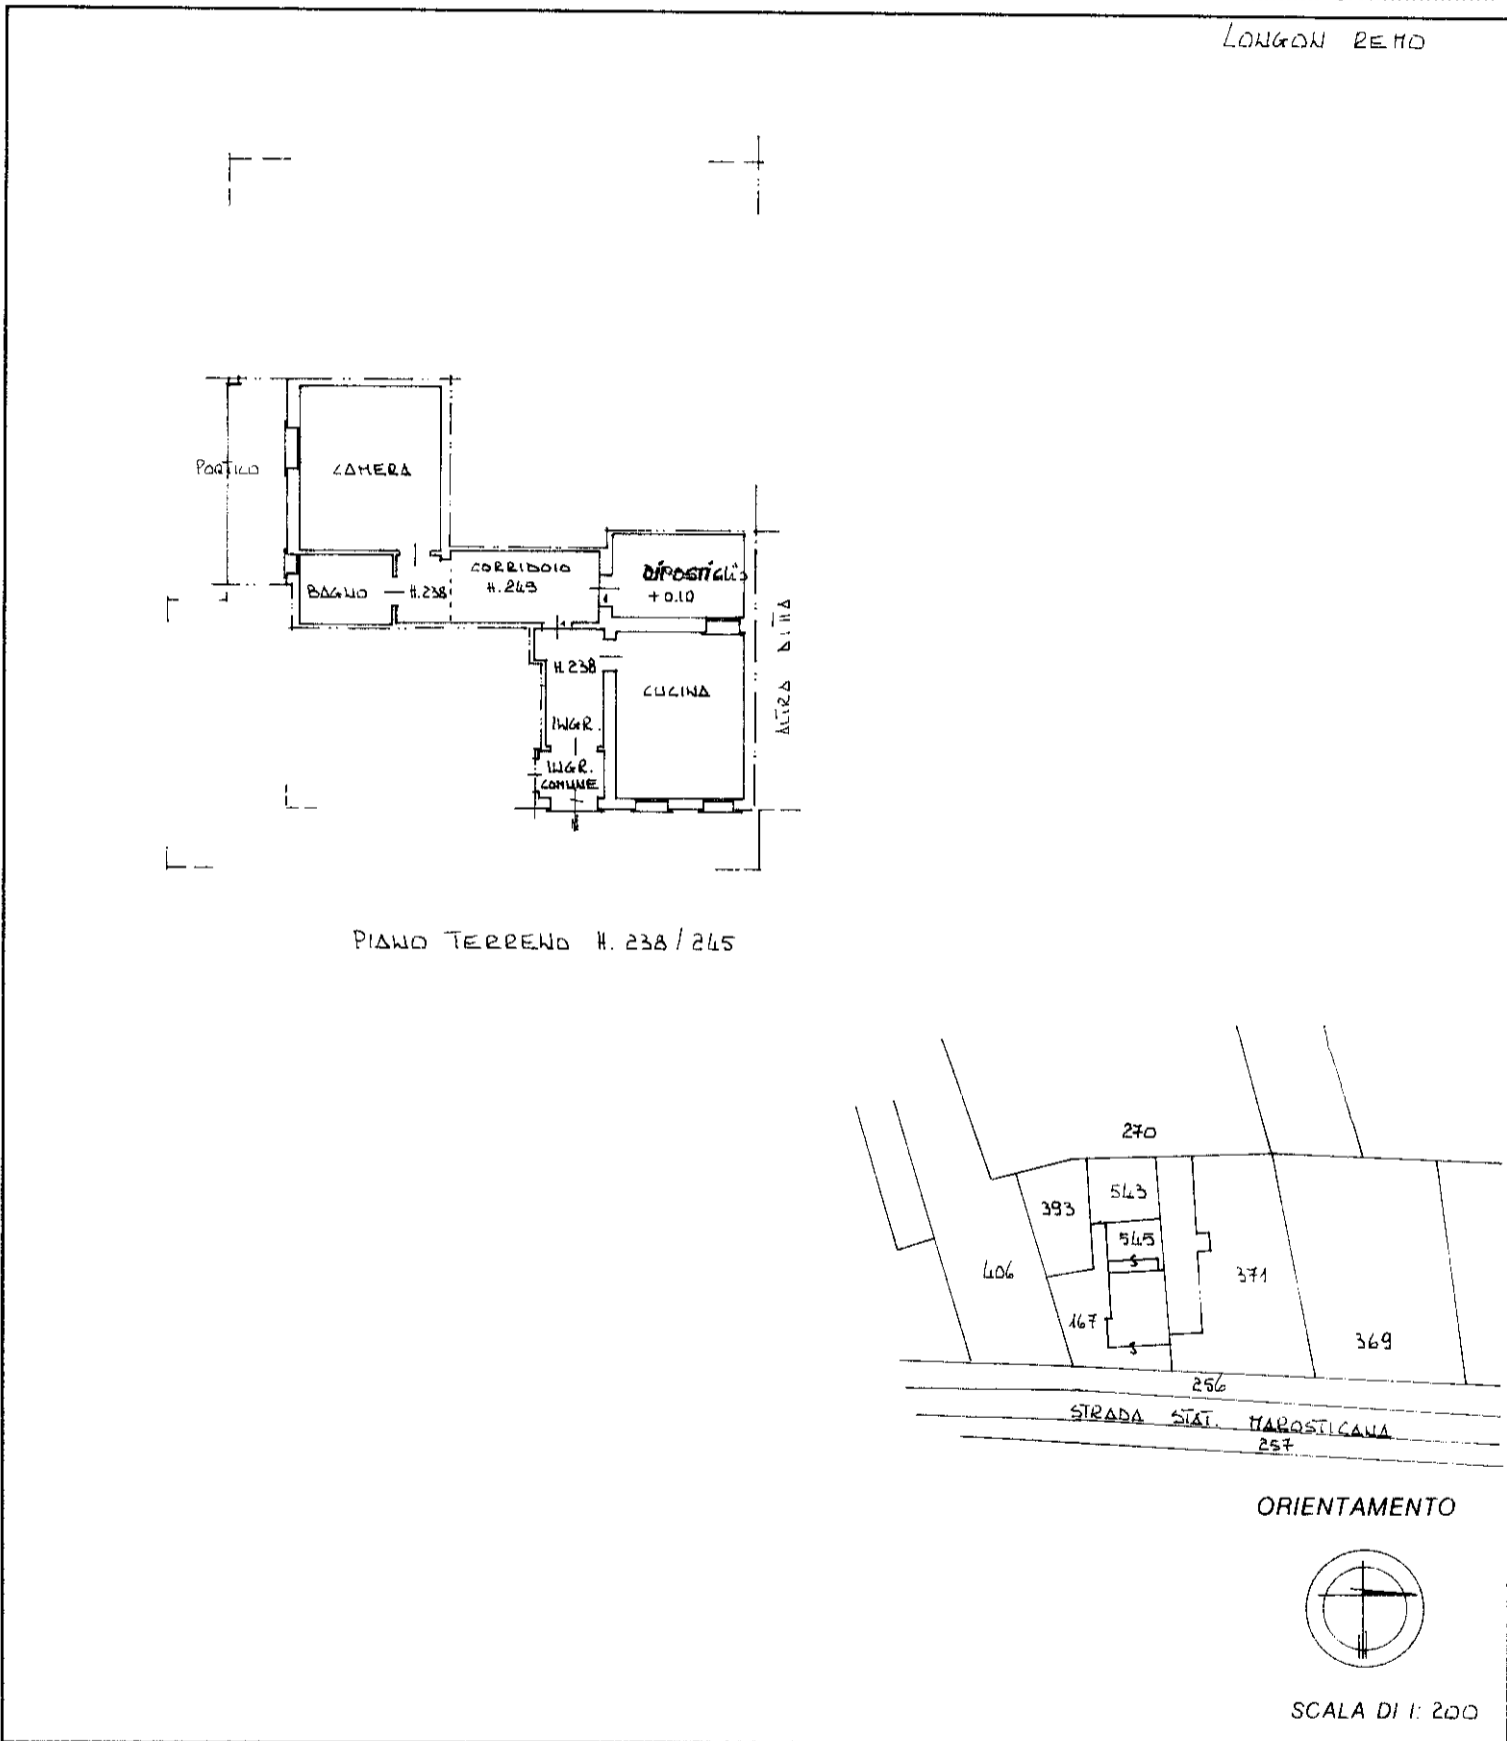 LONGON REMO
PORTICO
CAMERA
BAGNO
H.238
CORRIDOIO
H.245
RIPOSTIGLIO
+0.10
H.238
CUCINA
INGR.
INGR.
COMUNE
ALTRA DITTA
PIANO TERRENO H. 238/245
270
543
393
545
S
406
371
167
S
369
256
STRADA STAT. MAROSTICANA
257
ORIENTAMENTO
SCALA DI 1: 200